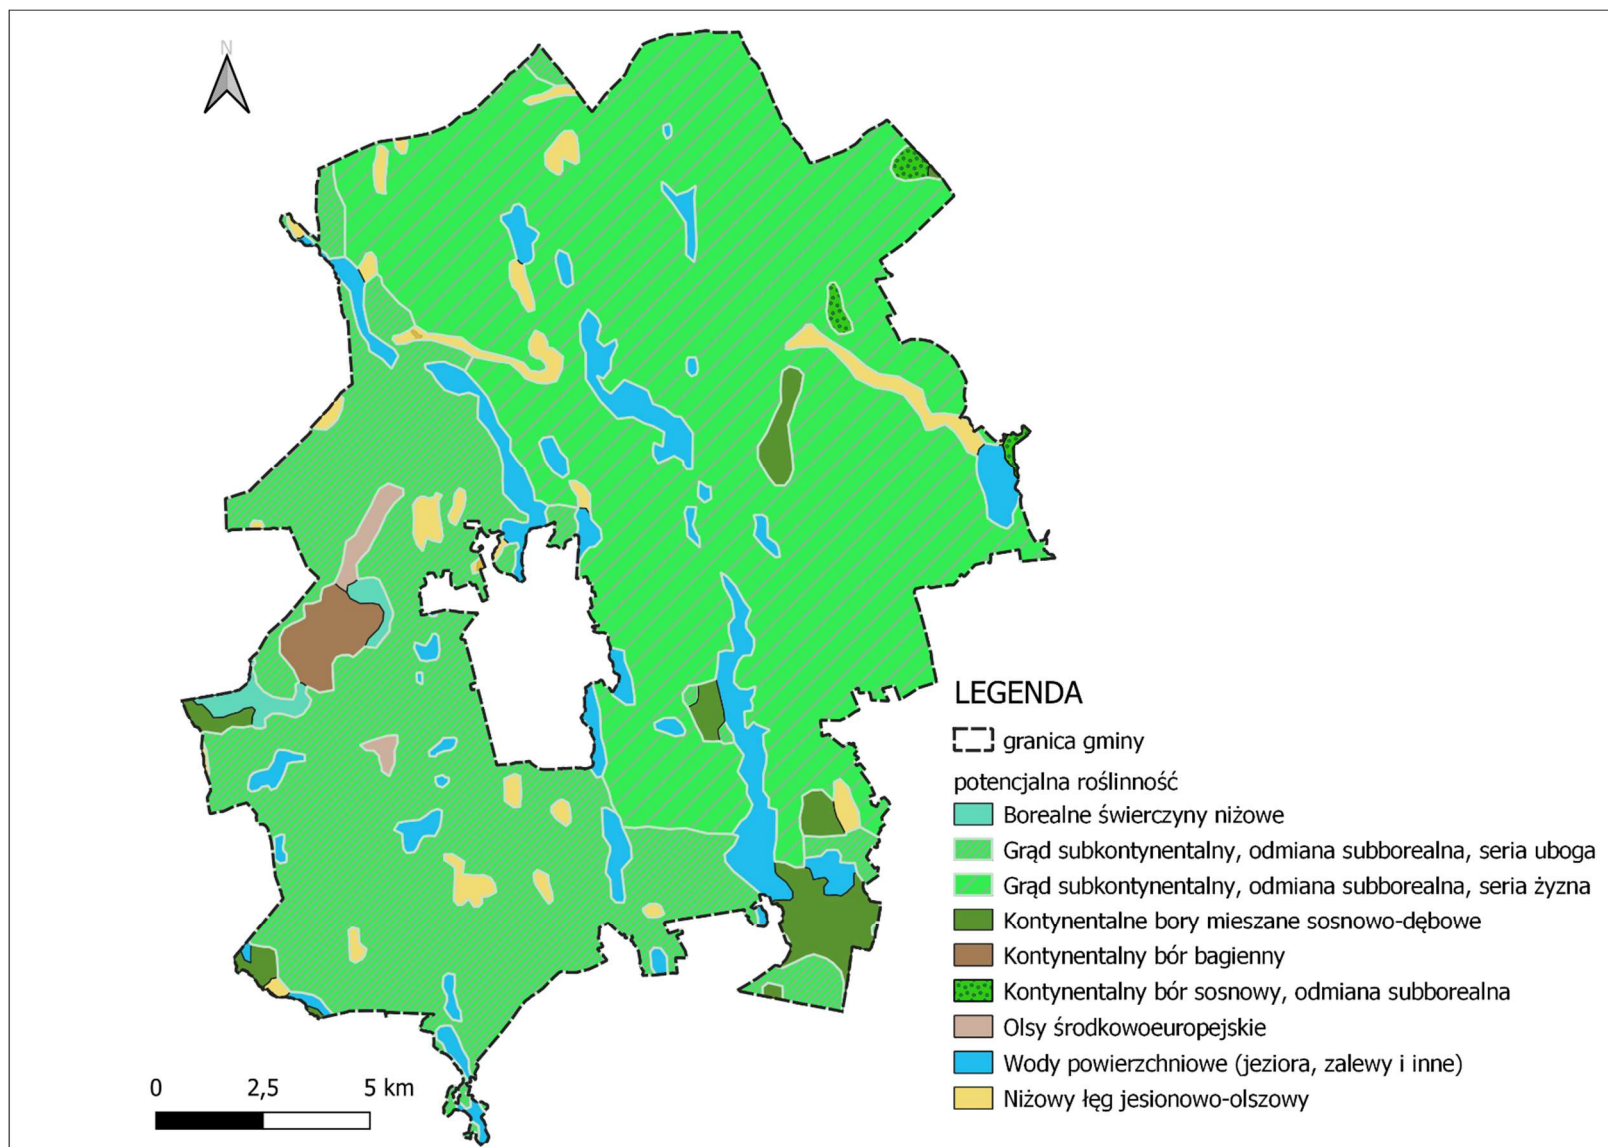 N
LEGENDA
granica gminy
potencjalna roślinność
Borealne świerczyny niżowe
Grąd subkontynentalny, odmiana subborealna, seria uboga
Grąd subkontynentalny, odmiana subborealna, seria żyzna
Kontynentalne bory mieszane sosnowo-dębowe
Kontynentalny bór bagienny
Kontynentalny bór sosnowy, odmiana subborealna
Olsy środkowoeuropejskie
Wody powierzchniowe (jeziora, zalewy i inne)
Niżowy łęg jesionowo-olszowy
0 2,5 5 km